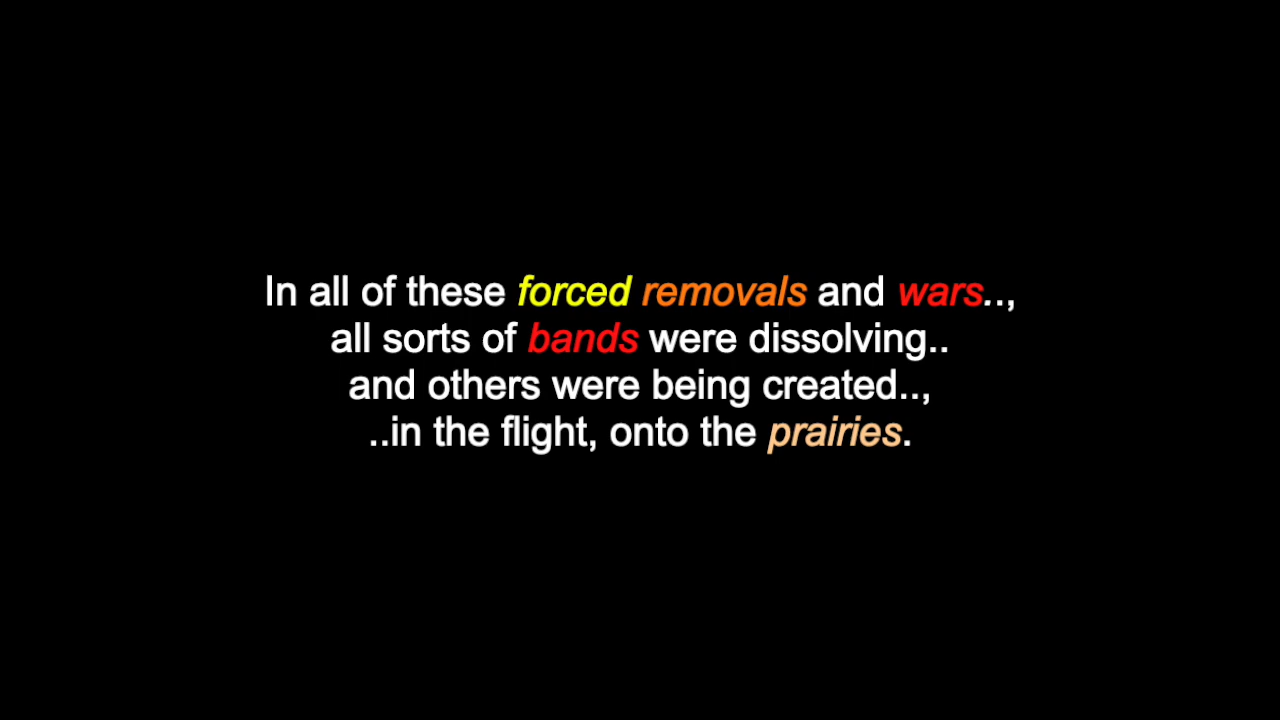 In all of these forced removals and wars..,
all sorts of bands were dissolving..
and others were being created..,
..in the flight, onto the prairies.